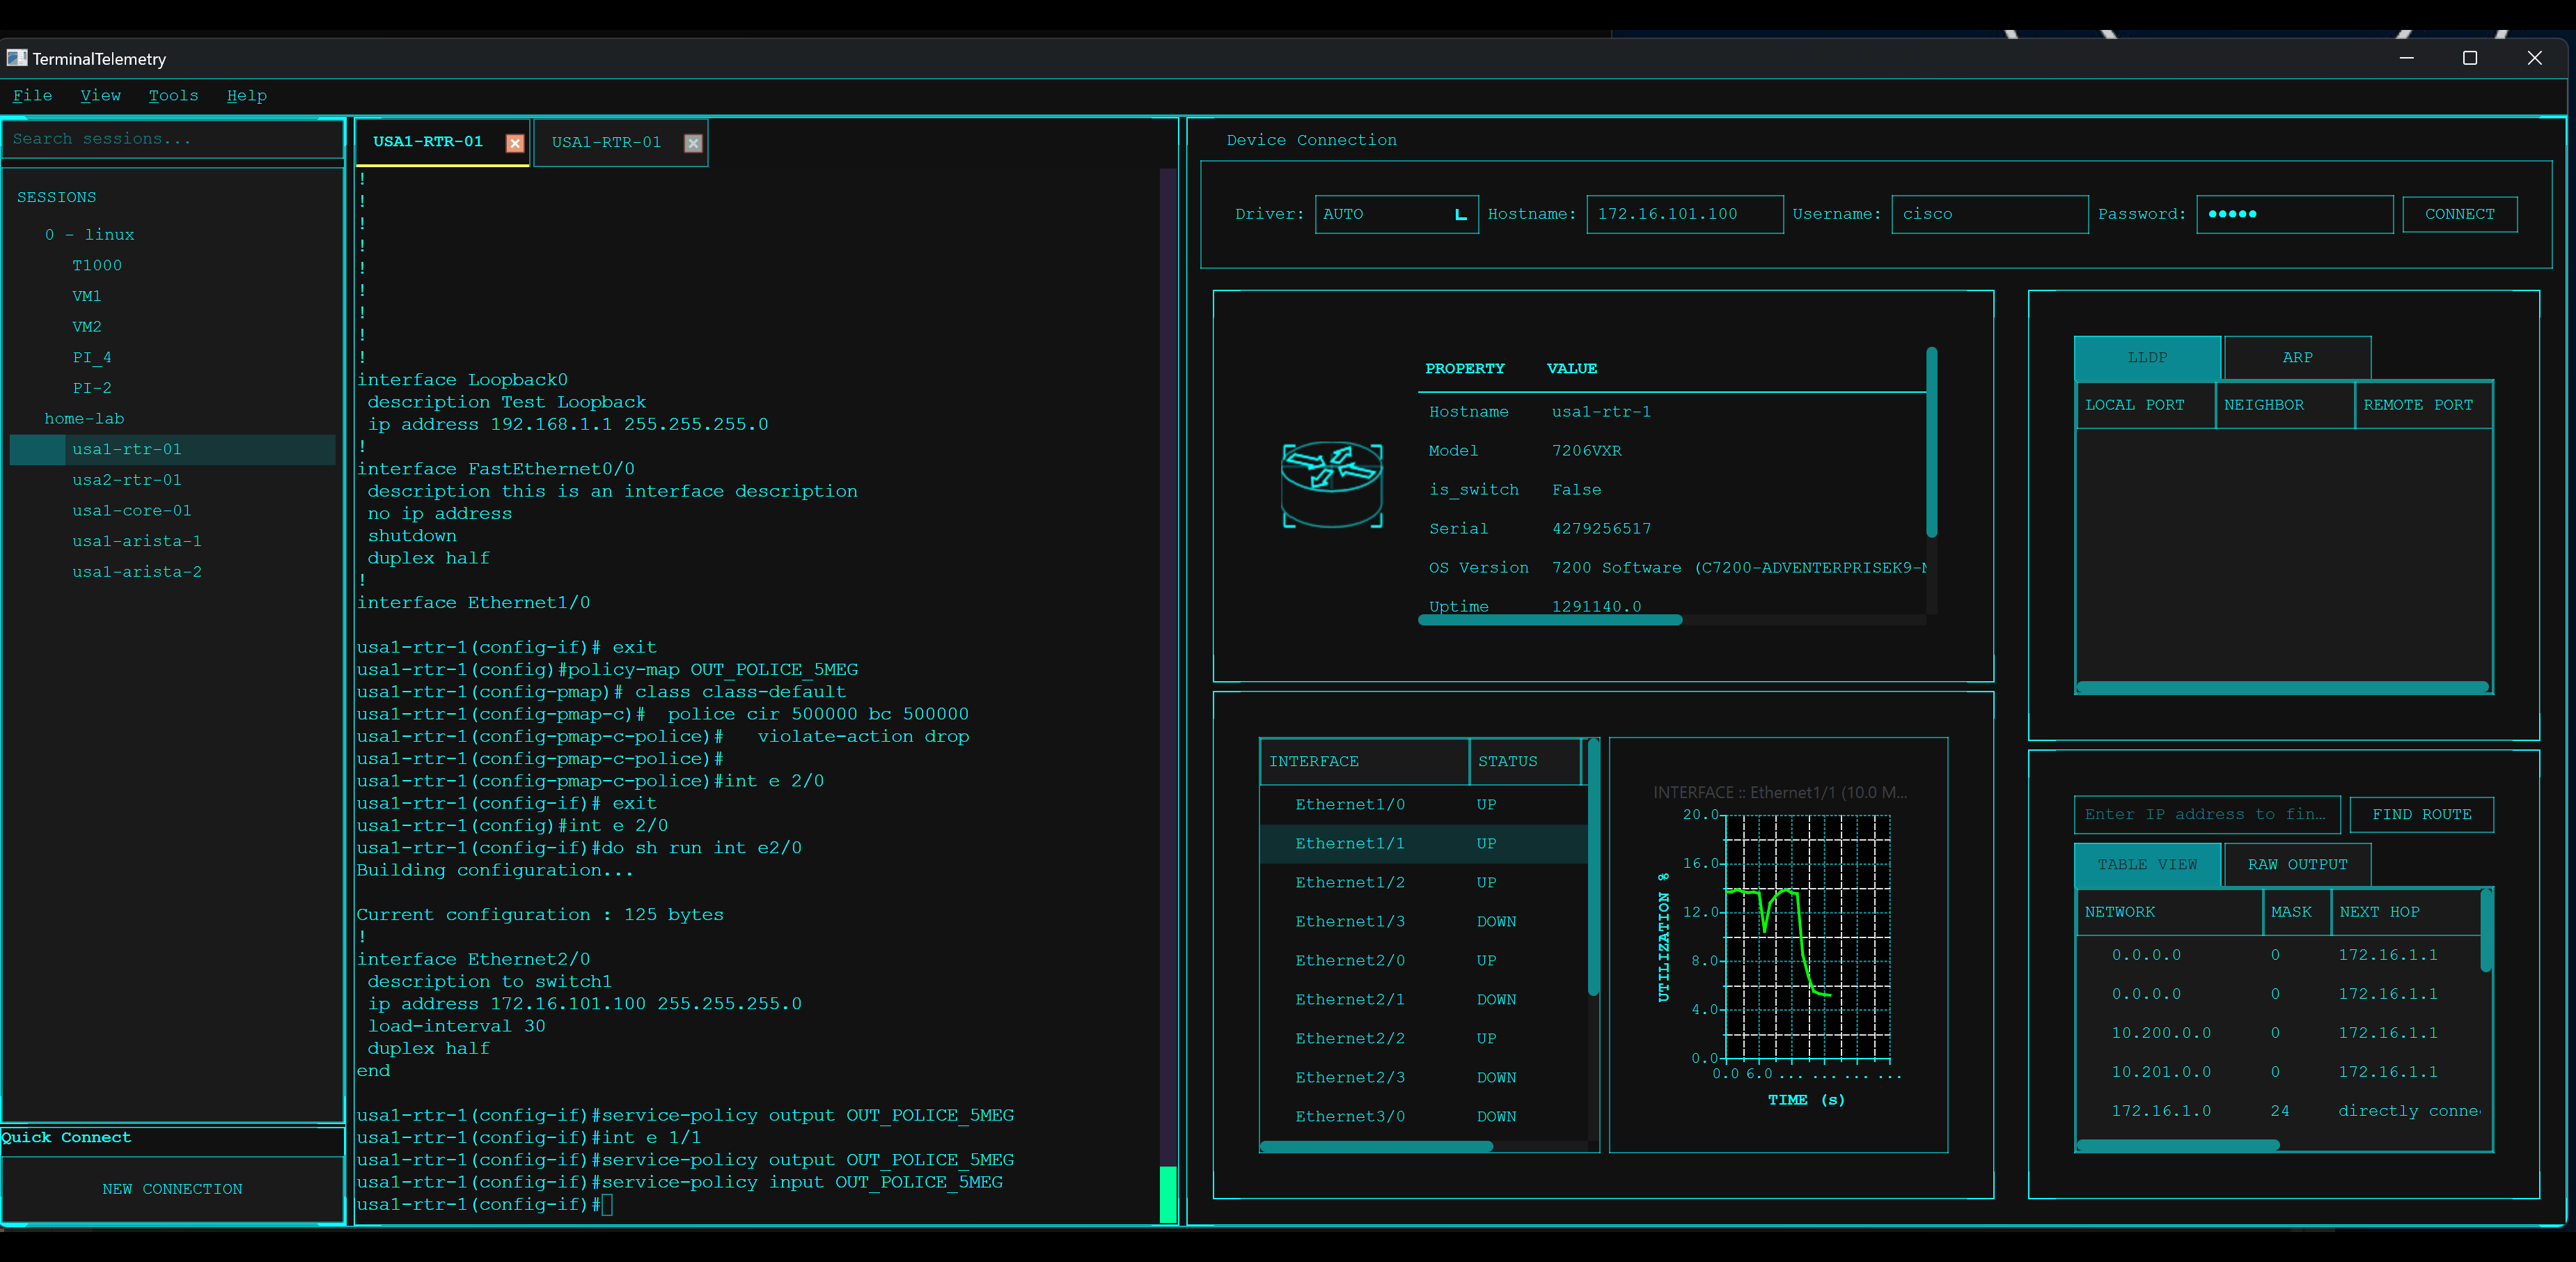 TerminalTelemetry
File View Tools Help
Search sessions...
SESSIONS
0 - linux
T1000
VM1
VM2
PI_4
PI-2
home-lab
usa1-rtr-01
usa2-rtr-01
usa1-core-01
usa1-arista-1
usa1-arista-2
Quick Connect
NEW CONNECTION
USA1-RTR-01
USA1-RTR-01
!
!
!
!
!
!
!
!
!
interface Loopback0
description Test Loopback
ip address 192.168.1.1 255.255.255.0
!
interface FastEthernet0/0
description this is an interface description
no ip address
shutdown
duplex half
!
interface Ethernet1/0
usa1-rtr-1(config-if)# exit
usa1-rtr-1(config)#policy-map OUT_POLICE_5MEG
usa1-rtr-1(config-pmap)# class class-default
usa1-rtr-1(config-pmap-c)#  police cir 500000 bc 500000
usa1-rtr-1(config-pmap-c-police)#   violate-action drop
usa1-rtr-1(config-pmap-c-police)#
usa1-rtr-1(config-pmap-c-police)#int e 2/0
usa1-rtr-1(config-if)# exit
usa1-rtr-1(config)#int e 2/0
usa1-rtr-1(config-if)#do sh run int e2/0
Building configuration...
Current configuration : 125 bytes
!
interface Ethernet2/0
description to switch1
ip address 172.16.101.100 255.255.255.0
load-interval 30
duplex half
end
usa1-rtr-1(config-if)#service-policy output OUT_POLICE_5MEG
usa1-rtr-1(config-if)#int e 1/1
usa1-rtr-1(config-if)#service-policy output OUT_POLICE_5MEG
usa1-rtr-1(config-if)#service-policy input OUT_POLICE_5MEG
usa1-rtr-1(config-if)#
Device Connection
Driver: AUTO Hostname: 172.16.101.100 Username: cisco Password: ●●●●● CONNECT
PROPERTY VALUE
Hostname usa1-rtr-1
Model 7206VXR
is_switch False
Serial 4279256517
OS Version 7200 Software (C7200-ADVENTERPRISEK9-M
Uptime 1291140.0
LLDP ARP
LOCAL PORT NEIGHBOR REMOTE PORT
INTERFACE STATUS
Ethernet1/0 UP
Ethernet1/1 UP
Ethernet1/2 UP
Ethernet1/3 DOWN
Ethernet2/0 UP
Ethernet2/1 DOWN
Ethernet2/2 UP
Ethernet2/3 DOWN
Ethernet3/0 DOWN
INTERFACE :: Ethernet1/1 (10.0 M...
UTILIZATION %
20.0
16.0
12.0
8.0
4.0
0.0
0.0 6.0 ... ... ... ...
TIME (s)
Enter IP address to fin... FIND ROUTE
TABLE VIEW RAW OUTPUT
NETWORK MASK NEXT HOP
0.0.0.0 0 172.16.1.1
0.0.0.0 0 172.16.1.1
10.200.0.0 0 172.16.1.1
10.201.0.0 0 172.16.1.1
172.16.1.0 24 directly conne